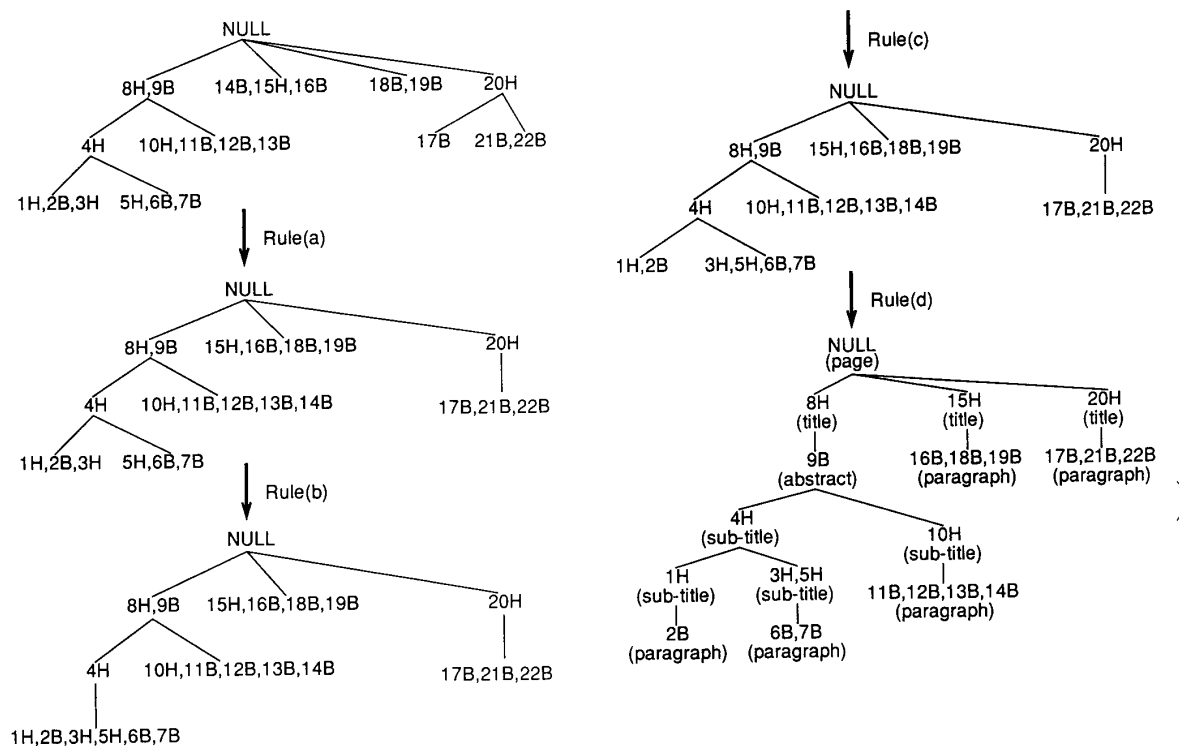 NULL
8H,9B 14B,15H,16B 18B,19B 20H
4H 10H,11B,12B,13B 17B 21B,22B
1H,2B,3H 5H,6B,7B
Rule(a)
NULL
8H,9B 15H,16B,18B,19B 20H
4H 10H,11B,12B,13B,14B 17B,21B,22B
1H,2B,3H 5H,6B,7B
Rule(b)
NULL
8H,9B 15H,16B,18B,19B 20H
4H 10H,11B,12B,13B,14B 17B,21B,22B
1H,2B,3H,5H,6B,7B
Rule(c)
NULL
8H,9B 15H,16B,18B,19B 20H
4H 10H,11B,12B,13B,14B 17B,21B,22B
1H,2B 3H,5H,6B,7B
Rule(d)
NULL
(page)
8H 15H 20H
(title) (title) (title)
9B 16B,18B,19B 17B,21B,22B
(abstract) (paragraph) (paragraph)
4H 10H
(sub-title) (sub-title)
1H 3H,5H 11B,12B,13B,14B
(sub-title) (sub-title) (paragraph)
2B 6B,7B
(paragraph) (paragraph)